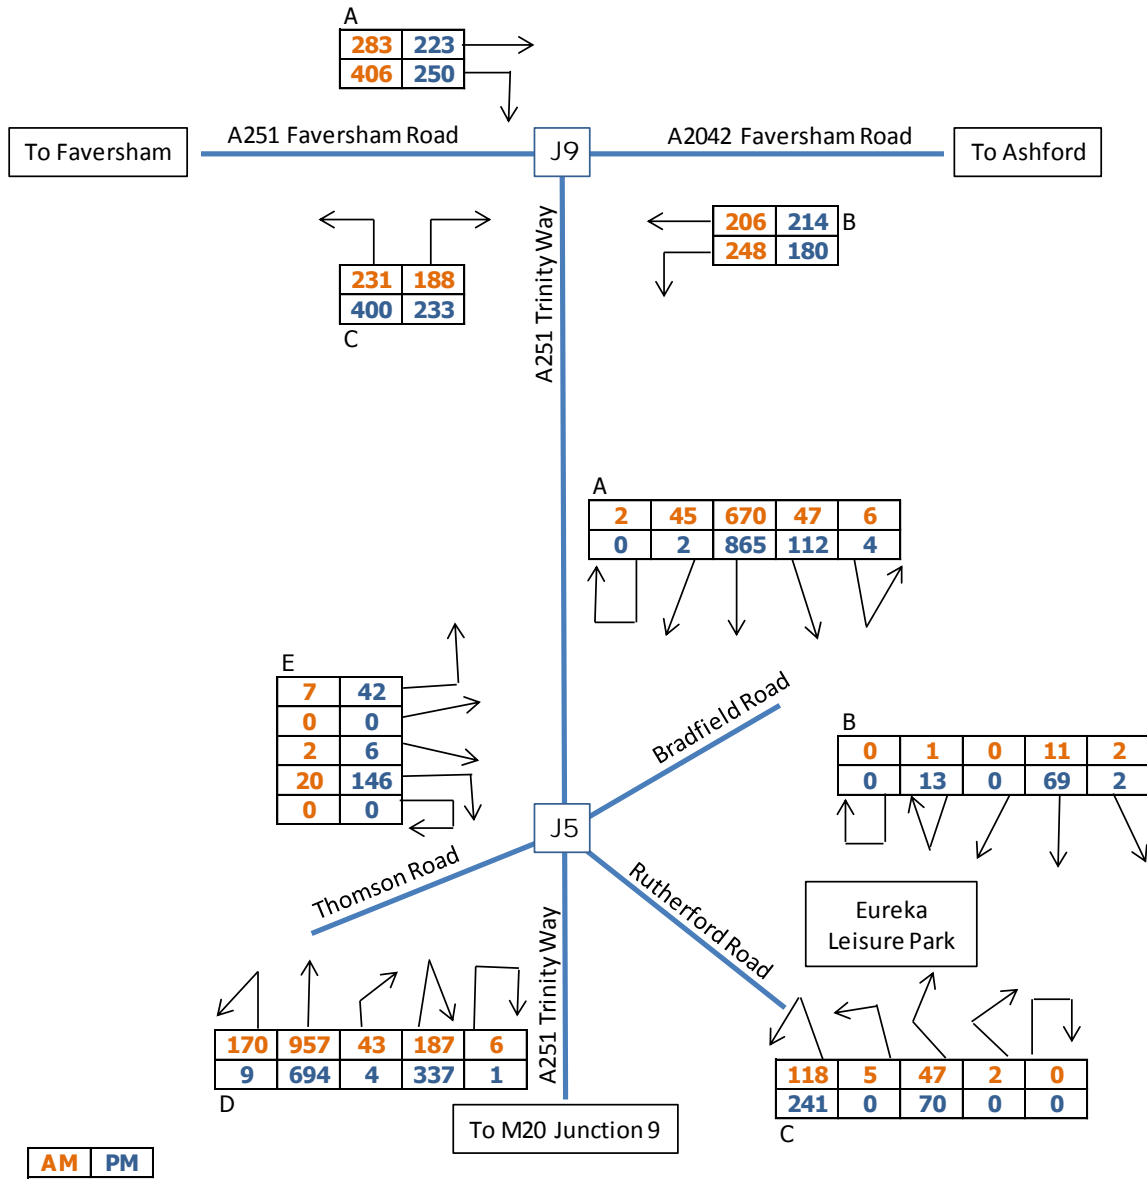 A
283 223
406 250
A251 Faversham Road
A2042 Faversham Road
To Faversham
J9
To Ashford
A251 Trinity Way
206 214
248 180
B
231 188
400 233
C
A
2 45 670 47 6
0 2 865 112 4
E
7 42
0 0
2 6
20 146
0 0
Bradfield Road
B
0 1 0 11 2
0 13 0 69 2
J5
Thomson Road
Rutherford Road
Eureka
Leisure Park
A251 Trinity Way
170 957 43 187 6
9 694 4 337 1
D
118 5 47 2 0
241 0 70 0 0
C
To M20 Junction 9
AM PM